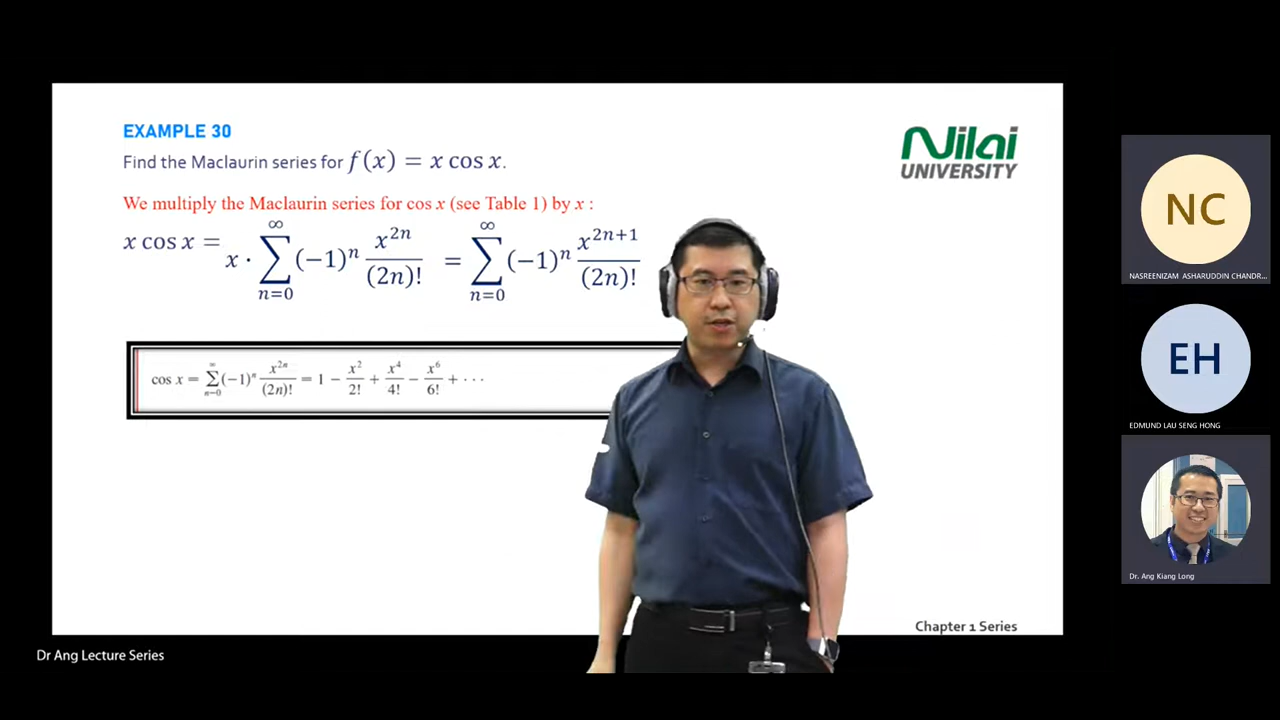 EXAMPLE 30
Find the Maclaurin series for f(x) = x cos x.
We multiply the Maclaurin series for cos x (see Table 1) by x :
x cos x = x · ∑_{n=0}^{∞} (−1)^n x^{2n}/(2n)! = ∑_{n=0}^{∞} (−1)^n x^{2n+1}/(2n)!
cos x = ∑_{n=0}^{∞} (−1)^n x^{2n}/(2n)! = 1 − x^2/2! + x^4/4! − x^6/6! + ···
Nilai
UNIVERSITY
Chapter 1 Series
Dr Ang Lecture Series
NC
NASREENIZAM ASHARUDDIN CHANDR...
EH
EDMUND LAU SENG HONG
Dr. Ang Kiang Long